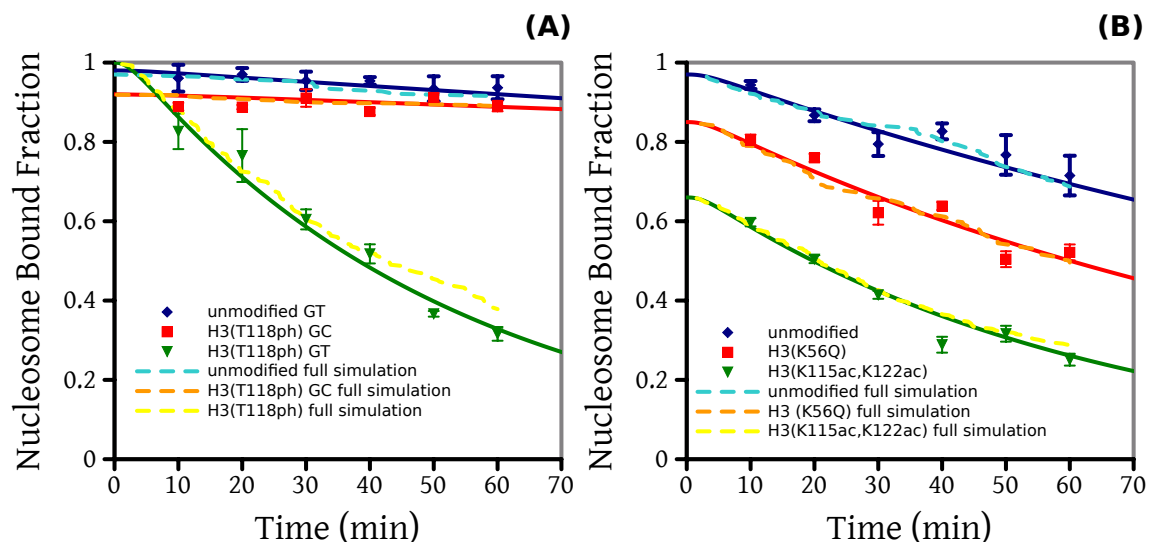 (A)
Nucleosome Bound Fraction
1
0.8
0.6
0.4
0.2
0
unmodified GT
H3(T118ph) GC
H3(T118ph) GT
unmodified full simulation
H3(T118ph) GC full simulation
H3(T118ph) full simulation
0 10 20 30 40 50 60 70
Time (min)
(B)
Nucleosome Bound Fraction
1
0.8
0.6
0.4
0.2
0
unmodified
H3(K56Q)
H3(K115ac,K122ac)
unmodified full simulation
H3 (K56Q) full simulation
H3(K115ac,K122ac) full simulation
0 10 20 30 40 50 60 70
Time (min)